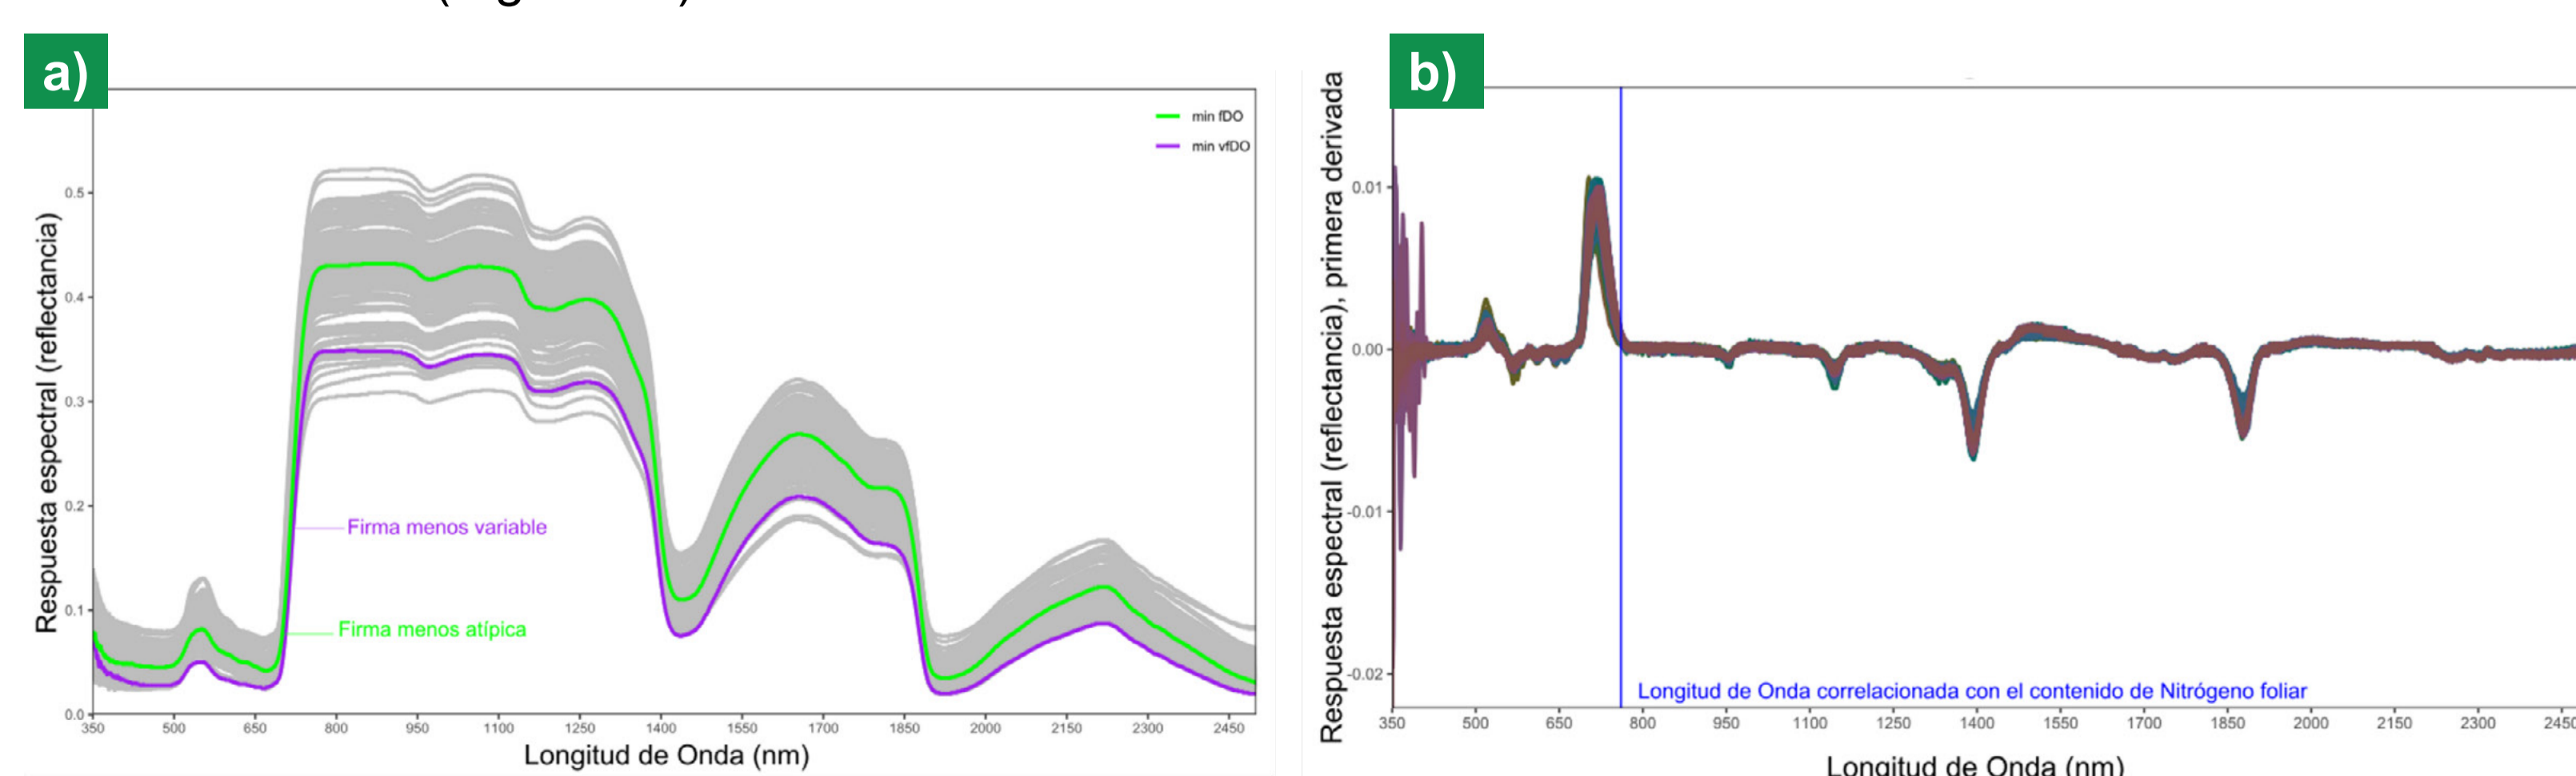 a)
min fDO
min vfDO
Respuesta espectral (reflectancia)
0.5
0.4
0.3
0.2
0.1
0.0
Firma menos variable
Firma menos atípica
350 500 650 800 950 1100 1250 1400 1550 1700 1850 2000 2150 2300 2450
Longitud de Onda (nm)
b)
Respuesta espectral (reflectancia), primera derivada
0.01
0.00
-0.01
-0.02
Longitud de Onda correlacionada con el contenido de Nitrógeno foliar
350 500 650 800 950 1100 1250 1400 1550 1700 1850 2000 2150 2300 2450
Longitud de Onda (nm)